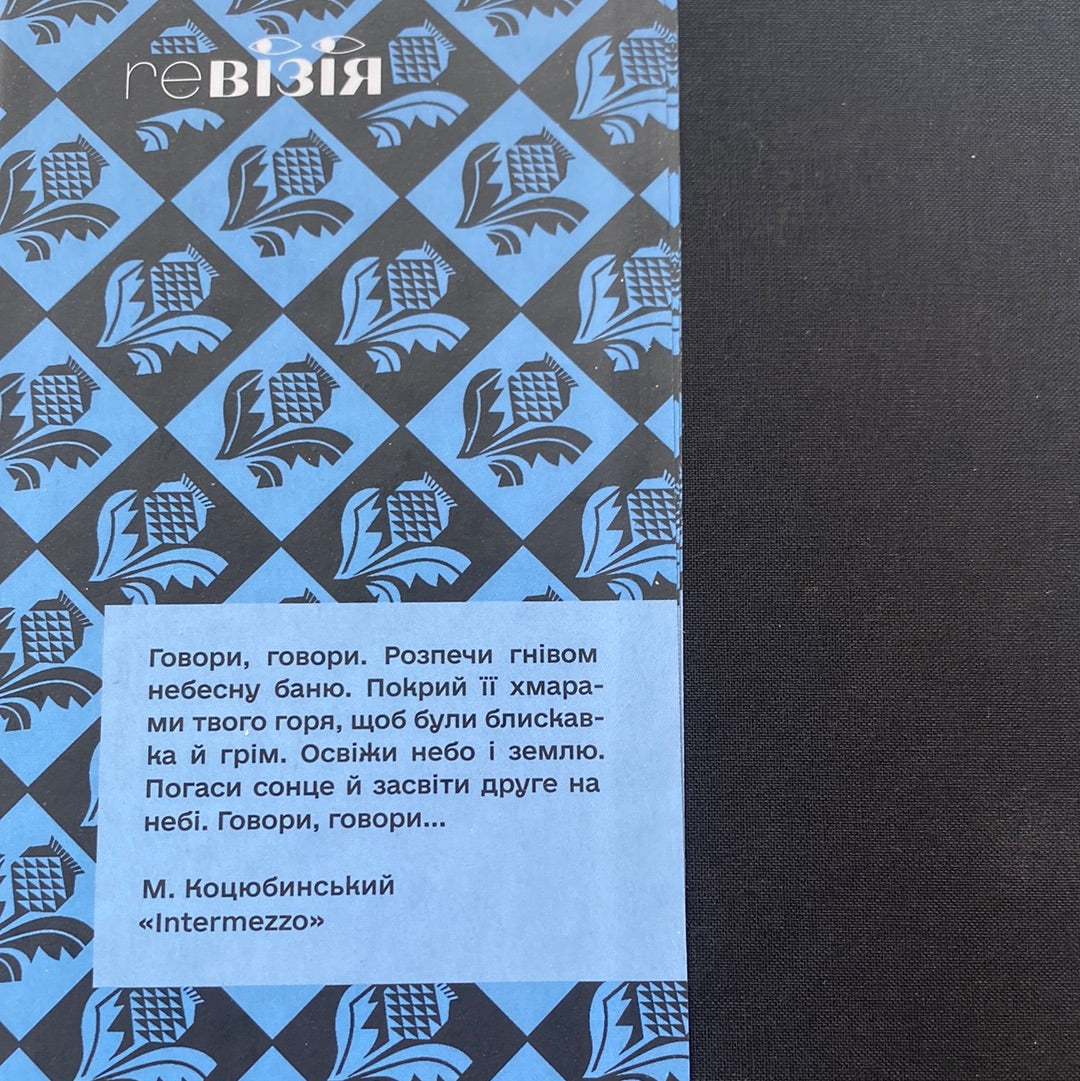 reВІЗІЯ
Говори, говори. Розпечи гнівом
небесну баню. Покрий її хмара-
ми твого горя, щоб були блискав-
ка й грім. Освіжи небо і землю.
Погаси сонце й засвіти друге на
небі. Говори, говори...
М. Коцюбинський
«Intermezzo»